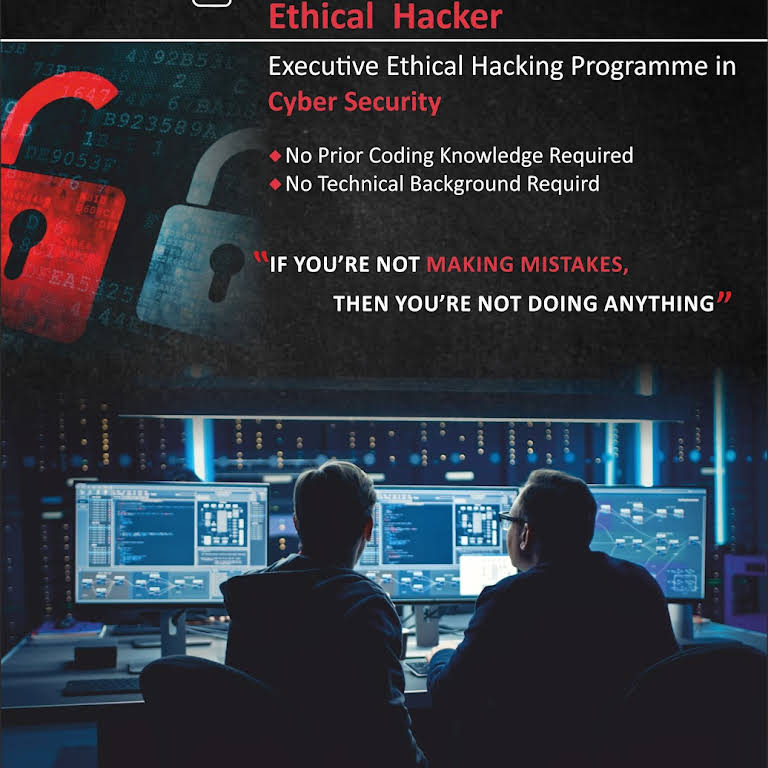 Ethical Hacker
Executive Ethical Hacking Programme in
Cyber Security
No Prior Coding Knowledge Required
No Technical Background Requird
"IF YOU'RE NOT MAKING MISTAKES,
THEN YOU'RE NOT DOING ANYTHING"